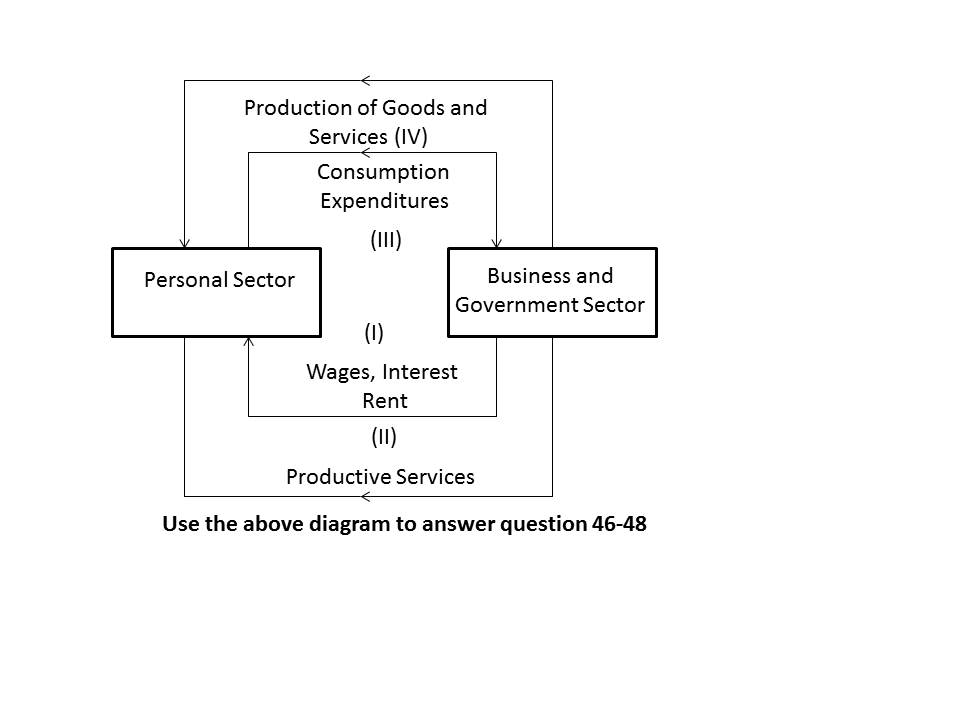 Production of Goods and
Services (IV)
Consumption
Expenditures
(III)
Personal Sector
Business and
Government Sector
(I)
Wages, Interest
Rent
(II)
Productive Services
Use the above diagram to answer question 46-48